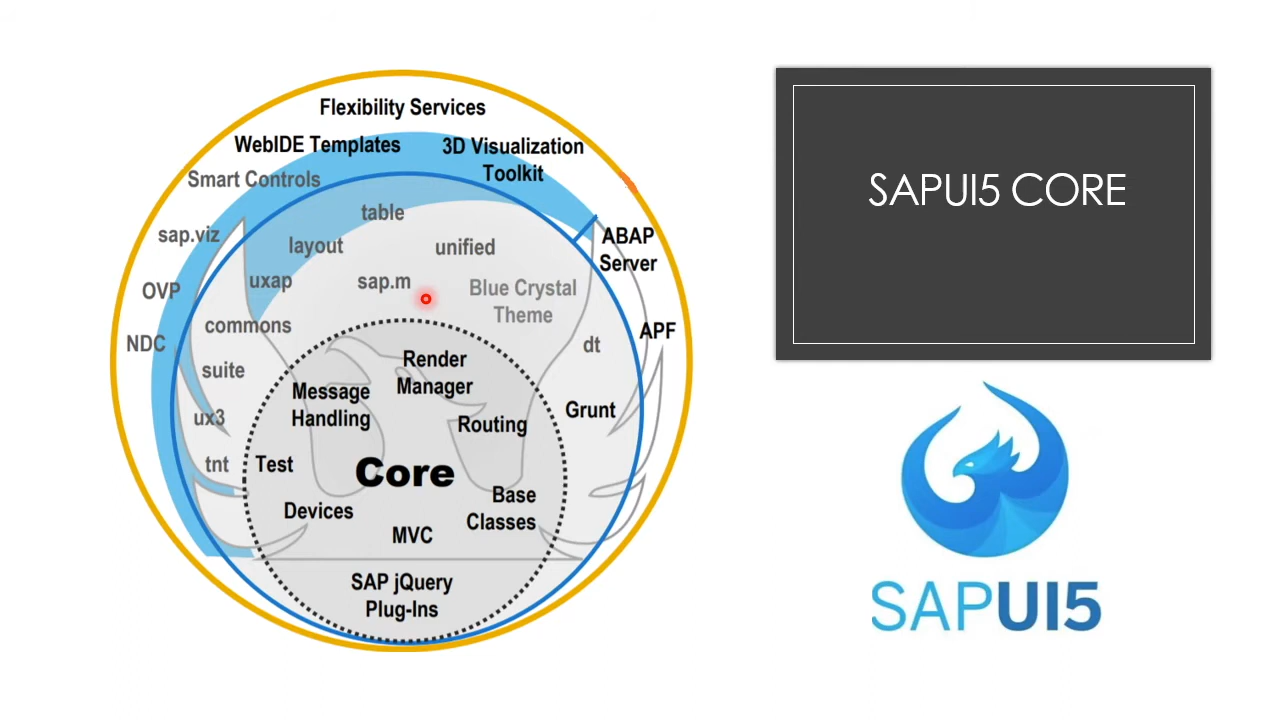 Flexibility Services
WebIDE Templates
3D Visualization
Toolkit
Smart Controls
table
sap.viz
layout
unified
ABAP
Server
uxap
sap.m
Blue Crystal
Theme
OVP
commons
NDC
dt
APF
suite
Render
Manager
Message
Handling
ux3
Routing
Grunt
tnt
Test
Core
Devices
Base
Classes
MVC
SAP jQuery
Plug-Ins
SAPUI5 CORE
SAPUI5